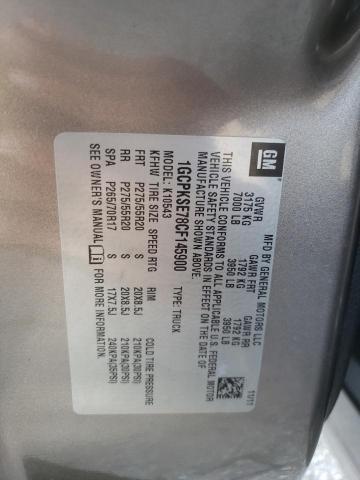 GM
MFD BY GENERAL MOTORS LLC
11/11
GVWR
GAWR FRT
GAWR RR
3175 KG
1792 KG
1792 KG
7000 LB
3950 LB
3950 LB
THIS VEHICLE CONFORMS TO ALL APPLICABLE U.S. FEDERAL MOTOR
VEHICLE SAFETY STANDARDS IN EFFECT ON THE DATE OF
MANUFACTURE SHOWN ABOVE.
1GCPKSE78CF145900
TYPE: TRUCK
MODEL: K10543
KFHW TIRE SIZE SPEED RTG RIM COLD TIRE PRESSURE
FRT P275/55R20 S 20X8.5J 210KPA(30PSI)
RR P275/55R20 S 20X8.5J 210KPA(30PSI)
SPA P265/70R17 S 17X7.5J 240KPA(35PSI)
SEE OWNER'S MANUAL FOR MORE INFORMATION.